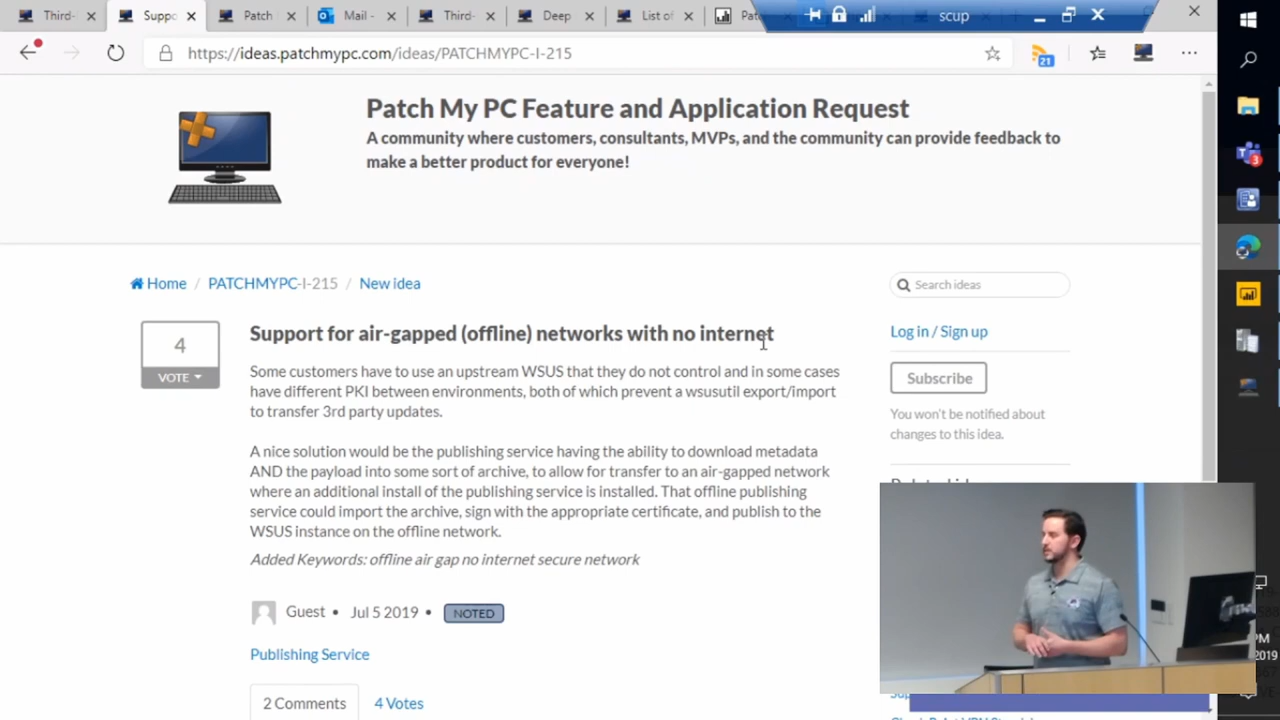 Third-
Suppo
Patch
Mail -
Third-
Deep
List of
Pat
scup
https://ideas.patchmypc.com/ideas/PATCHMYPC-I-215
21
Patch My PC Feature and Application Request
A community where customers, consultants, MVPs, and the community can provide feedback to
make a better product for everyone!
3
Home / PATCHMYPC-I-215 / New idea
Search ideas
4
VOTE
Support for air-gapped (offline) networks with no internet
Log in / Sign up
Some customers have to use an upstream WSUS that they do not control and in some cases
have different PKI between environments, both of which prevent a wsusutil export/import
to transfer 3rd party updates.
Subscribe
You won't be notified about
changes to this idea.
A nice solution would be the publishing service having the ability to download metadata
AND the payload into some sort of archive, to allow for transfer to an air-gapped network
where an additional install of the publishing service is installed. That offline publishing
service could import the archive, sign with the appropriate certificate, and publish to the
WSUS instance on the offline network.
Added Keywords: offline air gap no internet secure network
Guest • Jul 5 2019 • NOTED
Publishing Service
2 Comments
4 Votes
PM
2019